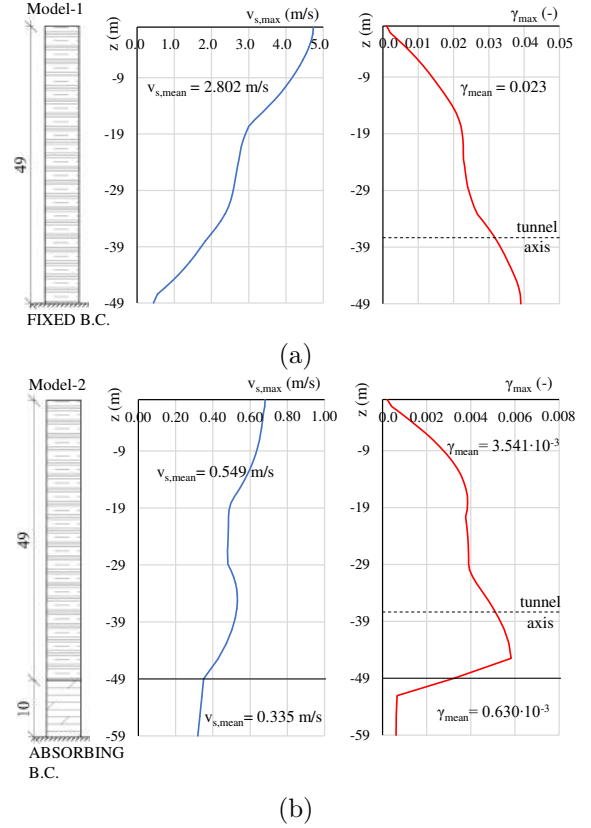 Model-1
v_s,max (m/s)
γ_max (-)
z (m)
0.0 1.0 2.0 3.0 4.0 5.0
z (m)
0.0 0.01 0.02 0.03 0.04 0.05
-9
-19
-29
-39
-49
v_s,mean = 2.802 m/s
-9
-19
-29
-39
-49
γ_mean = 0.023
tunnel
axis
49
FIXED B.C.
(a)
Model-2
v_s,max (m/s)
γ_max (-)
z (m)
0.00 0.20 0.40 0.60 0.80 1.00
z (m)
0.0 0.002 0.004 0.006 0.008
-9
-19
-29
-39
-49
-59
v_s,mean = 0.549 m/s
v_s,mean = 0.335 m/s
-9
-19
-29
-39
-49
-59
γ_mean = 3.541·10⁻³
tunnel
axis
γ_mean = 0.630·10⁻³
49
10
ABSORBING
B.C.
(b)